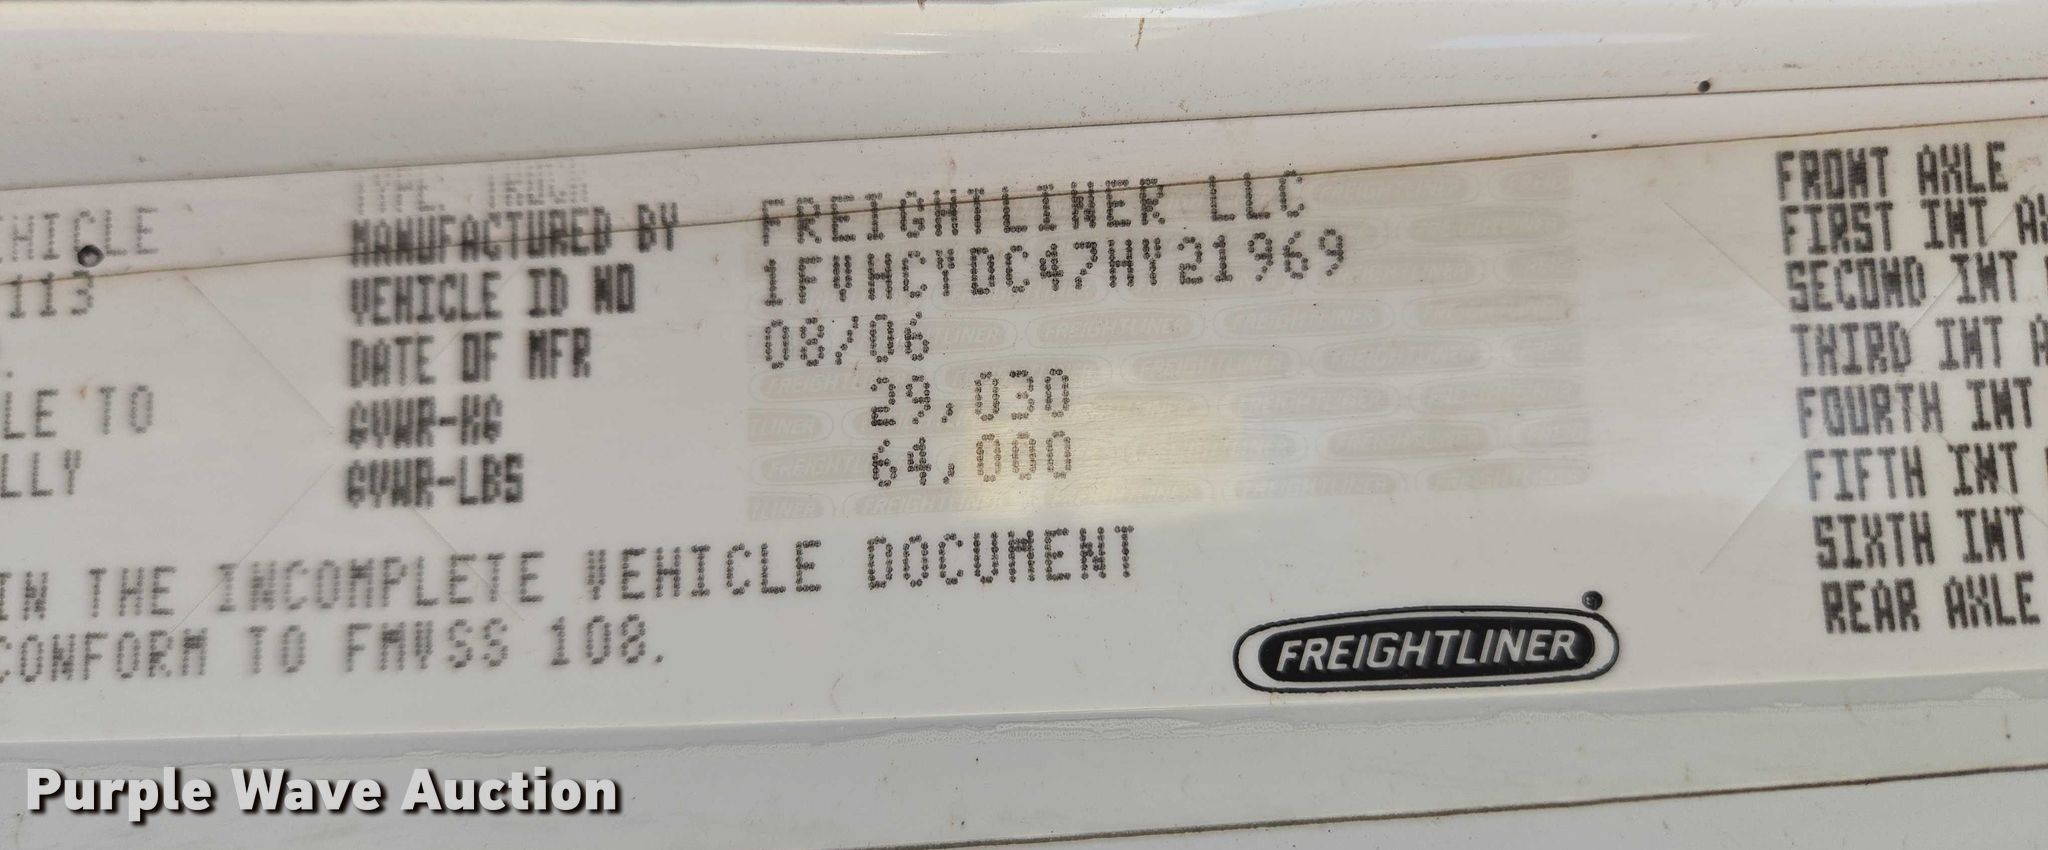 TYPE TRUCK
HICLE MANUFACTURED BY FREIGHTLINER LLC FRONT AXLE
113 VEHICLE ID NO 1FVHCYDC47HY21969 FIRST INT AX
DATE OF MFR 08/06 SECOND INT
LE TO GVWR-KG 29,030 THIRD INT A
LLY GVWR-LBS 64,000 FOURTH INT
FIFTH INT
IN THE INCOMPLETE VEHICLE DOCUMENT SIXTH INT
CONFORM TO FMVSS 108. REAR AXLE
FREIGHTLINER
Purple Wave Auction